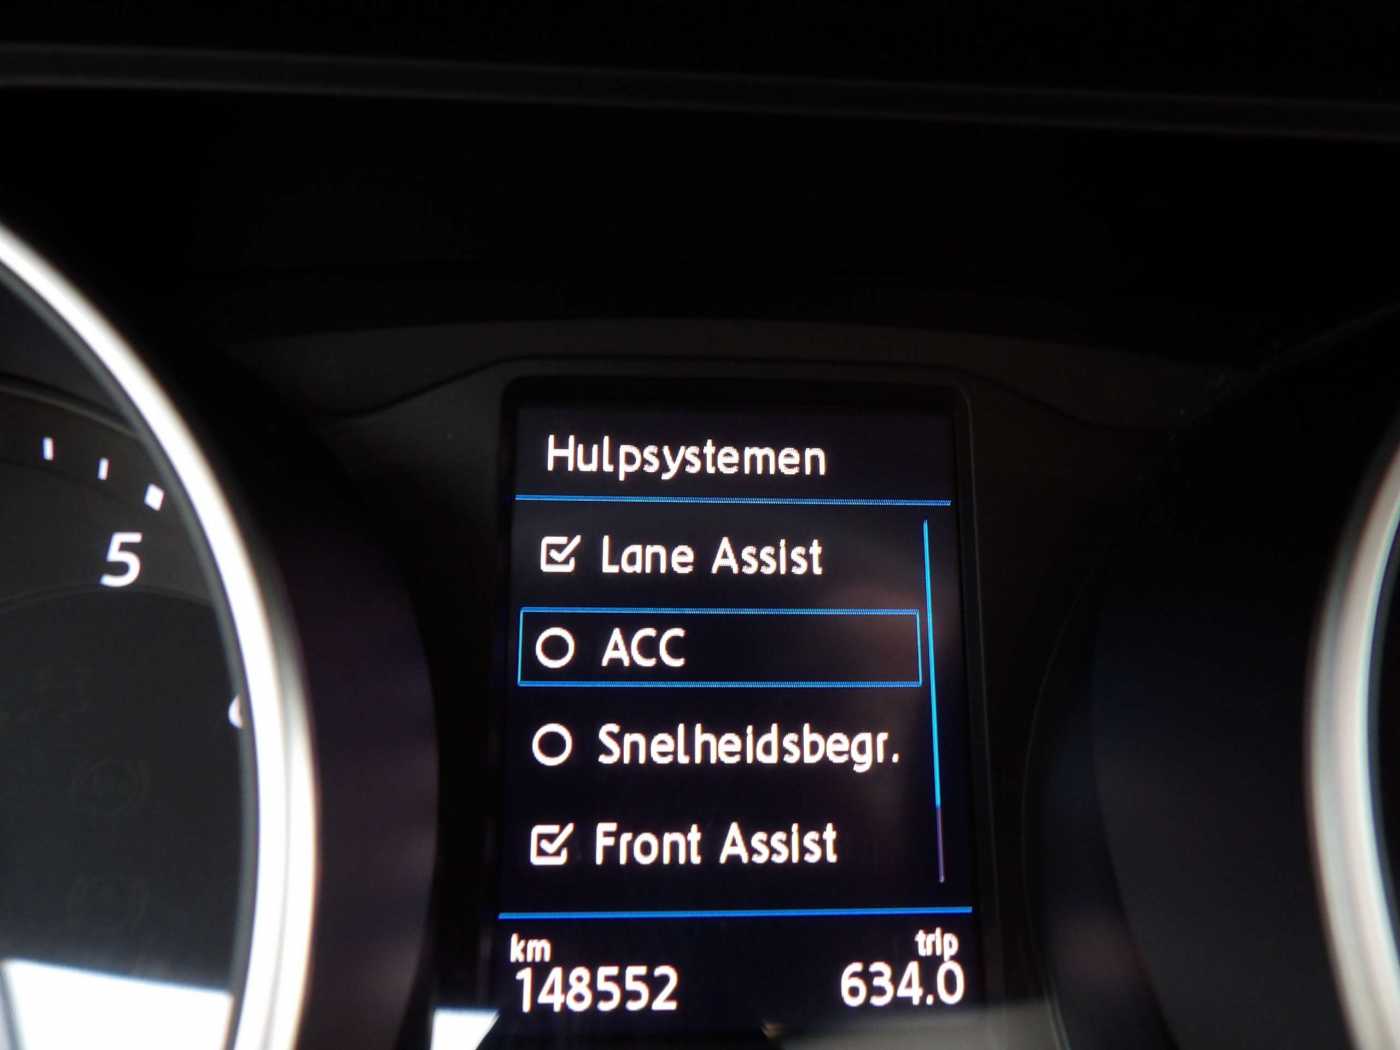 5
Hulpsystemen
Lane Assist
ACC
Snelheidsbegr.
Front Assist
km trip
148552 634.0